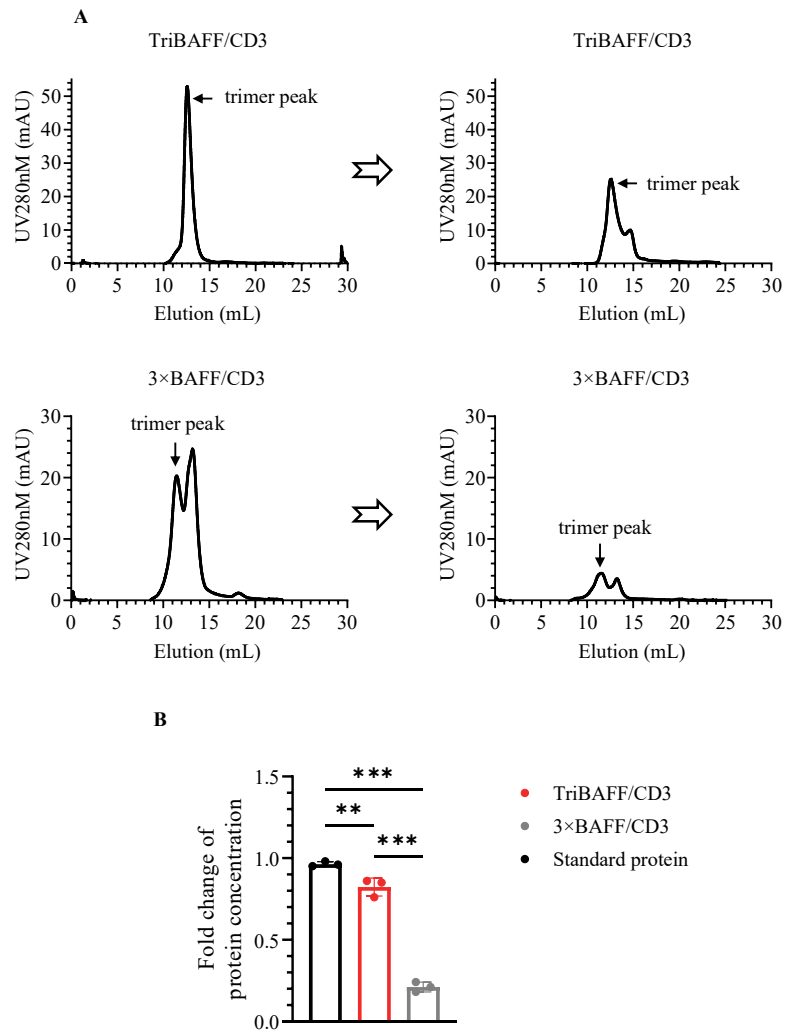 A
TriBAFF/CD3
TriBAFF/CD3
UV280nM (mAU)
50
40
30
20
10
0
trimer peak
0 5 10 15 20 25 30
Elution (mL)
UV280nM (mAU)
50
40
30
20
10
0
trimer peak
0 5 10 15 20 25 30
Elution (mL)
3×BAFF/CD3
3×BAFF/CD3
UV280nM (mAU)
30
20
10
0
trimer peak
0 5 10 15 20 25 30
Elution (mL)
UV280nM (mAU)
30
20
10
0
trimer peak
0 5 10 15 20 25 30
Elution (mL)
B
Fold change of
protein concentration
1.5
1.0
0.5
0.0
***
**
***
TriBAFF/CD3
3×BAFF/CD3
Standard protein